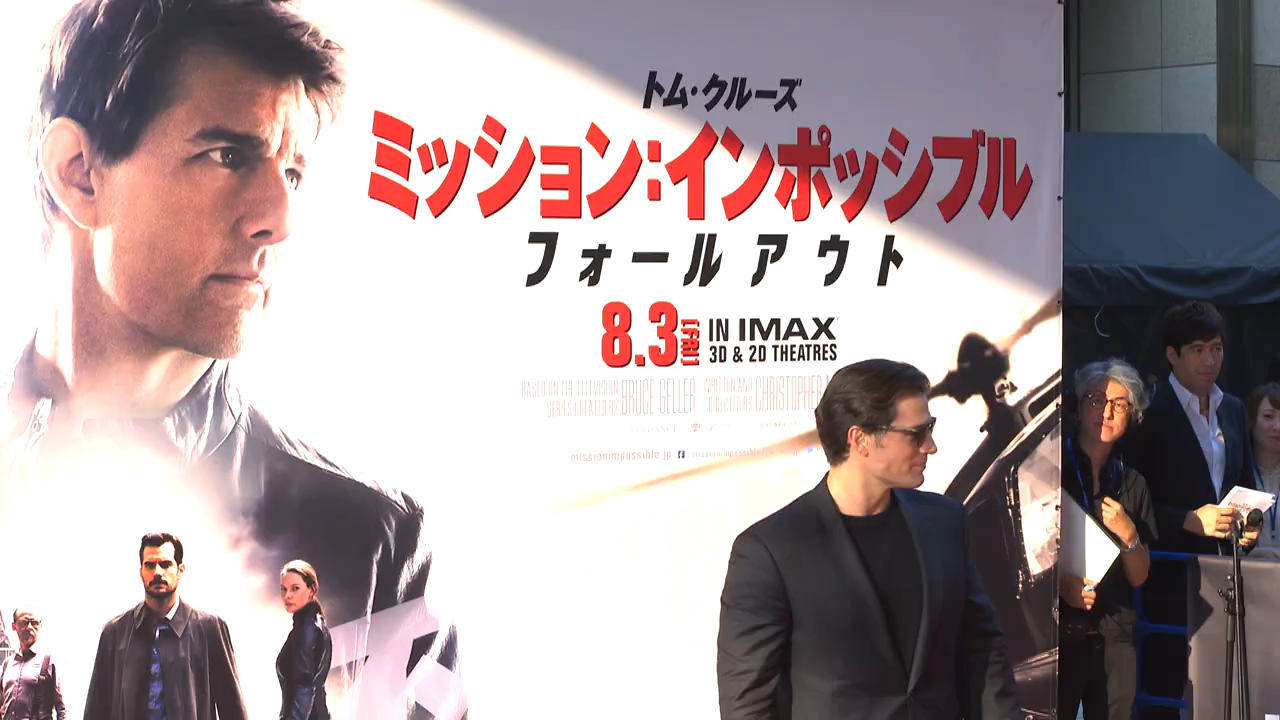 トム・クルーズ
ミッション:インポッシブル
フォールアウト
8.3 [FRI] IN IMAX
3D & 2D THEATRES
BASED ON THE TELEVISION SERIES CREATED BY BRUCE GELLER WRITTEN AND DIRECTED BY CHRISTOPHER
missionimpossible.jp